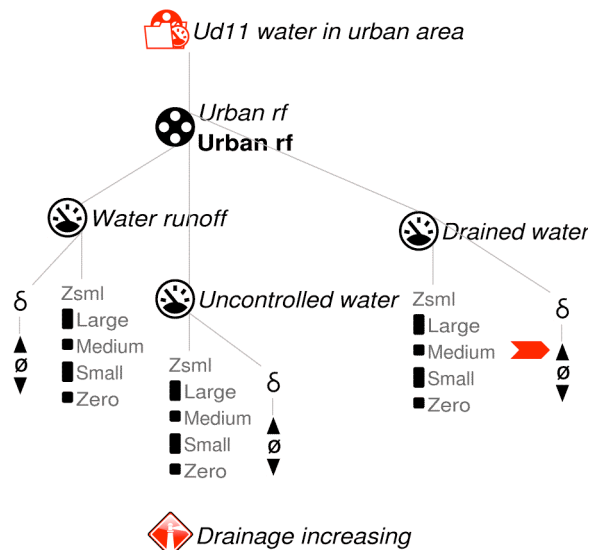 Ud11 water in urban area
Urban rf
Urban rf
Water runoff
δ
ø
Zsml
Large
Medium
Small
Zero
Uncontrolled water
Zsml
Large
Medium
Small
Zero
δ
ø
Drained water
Zsml
Large
Medium
Small
Zero
δ
ø
Drainage increasing